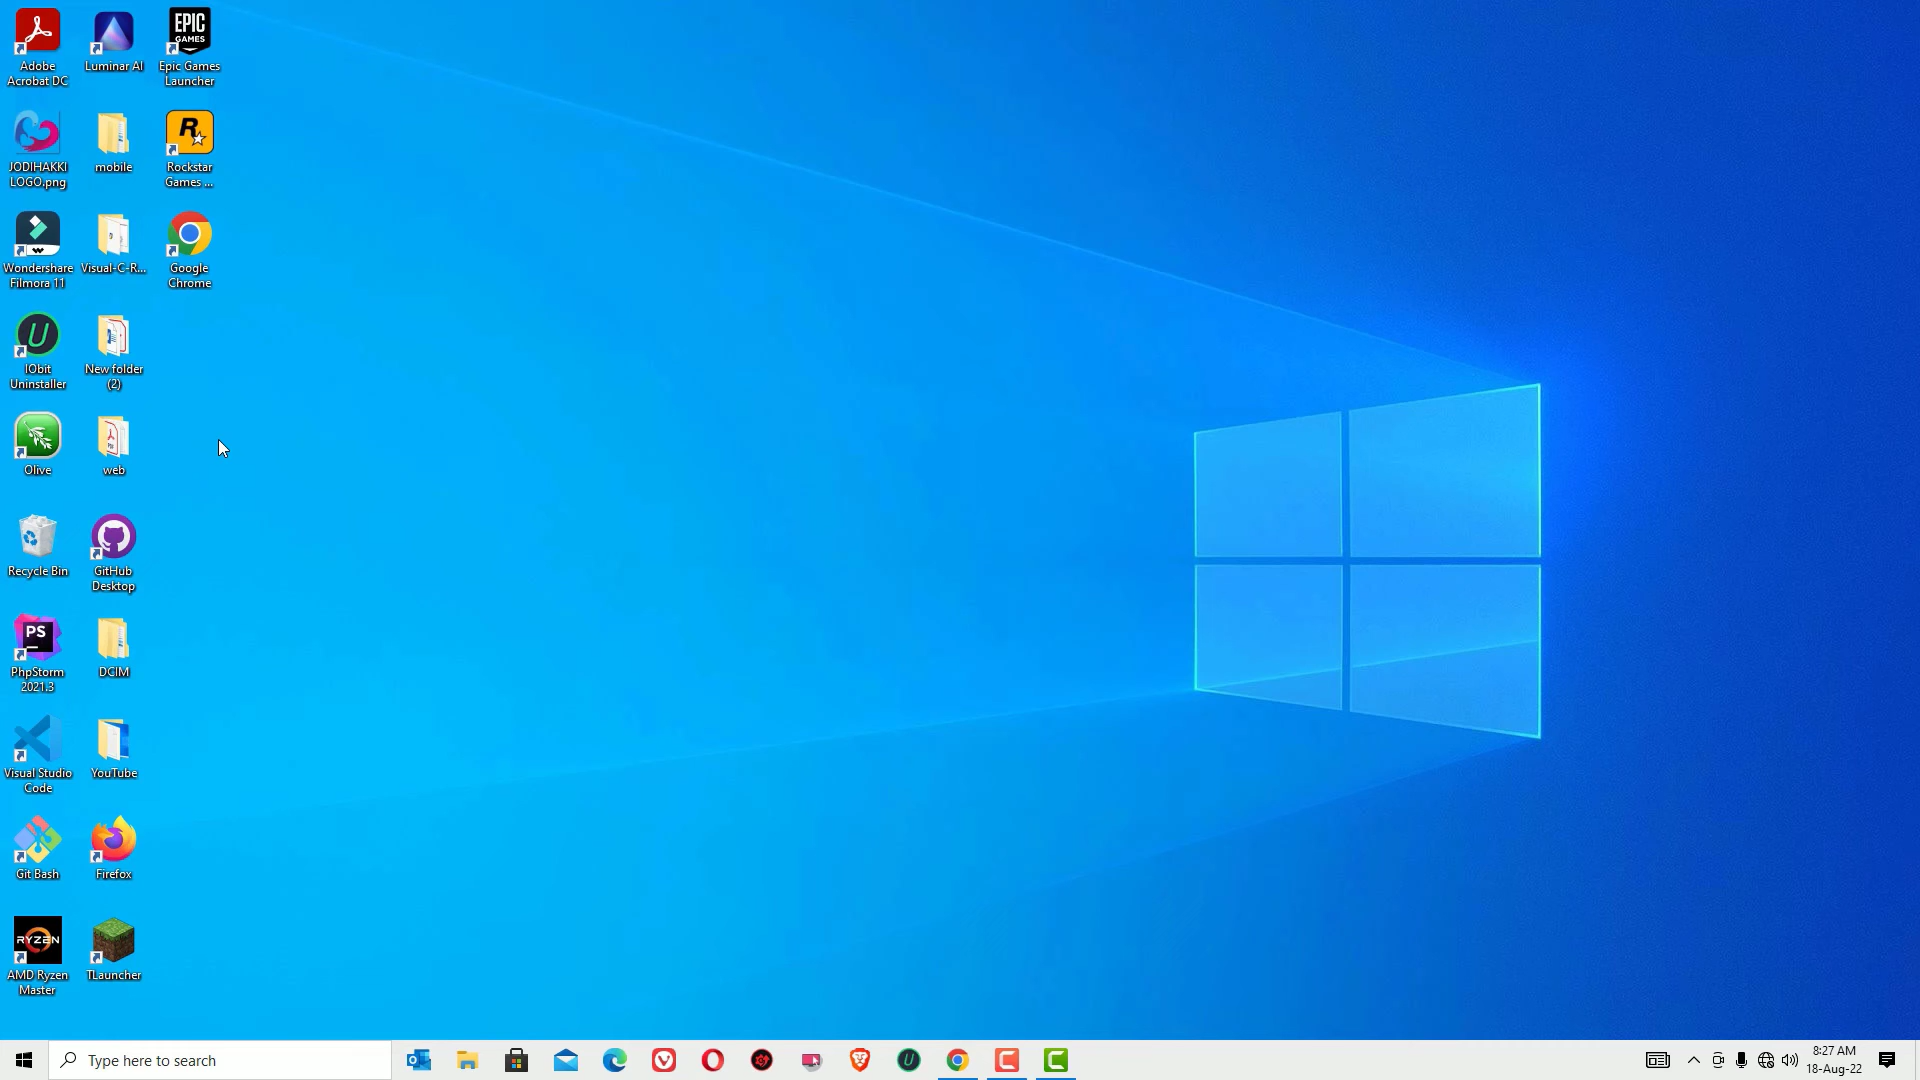 Adobe
Acrobat DC
Luminar AI
EPIC
GAMES
Epic Games
Launcher
JODIHAKKI
LOGO.png
mobile
R
Rockstar
Games ...
Wondershare
Filmora 11
Visual-C-R...
Google
Chrome
U
IObit
Uninstaller
New folder
(2)
Olive
web
Recycle Bin
GitHub
Desktop
PS
PhpStorm
2021.3
DCIM
Visual Studio
Code
YouTube
Git Bash
Firefox
RYZEN
AMD Ryzen
Master
TLauncher
Type here to search
8:27 AM
18-Aug-22